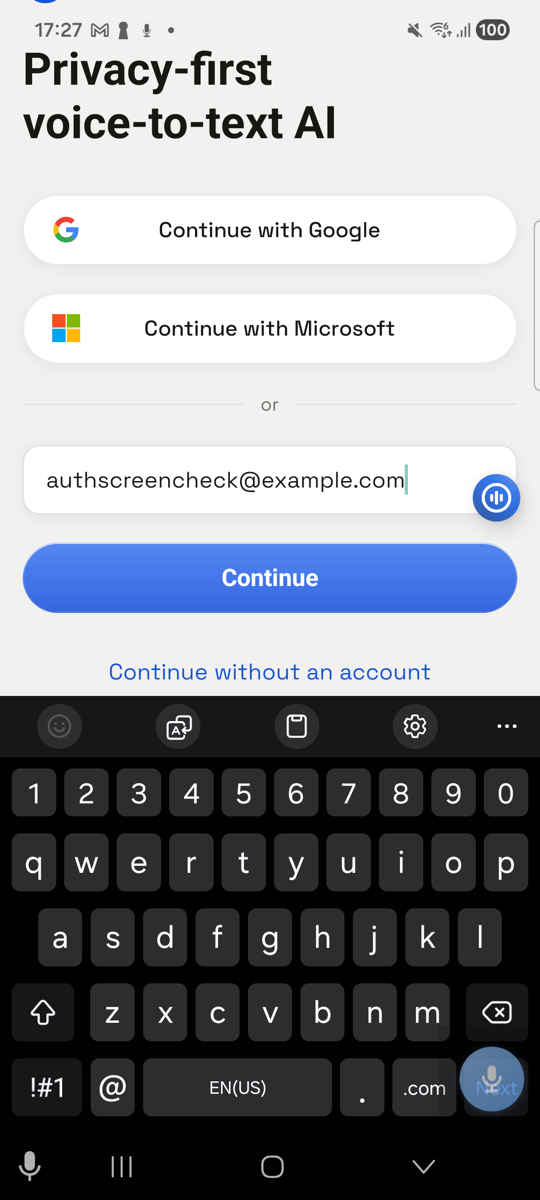 17:27 100
Privacy-first
voice-to-text AI
Continue with Google
Continue with Microsoft
or
authscreencheck@example.com
Continue
Continue without an account
1 2 3 4 5 6 7 8 9 0
q w e r t y u i o p
a s d f g h j k l
z x c v b n m
!#1 @ EN(US) . .com Next